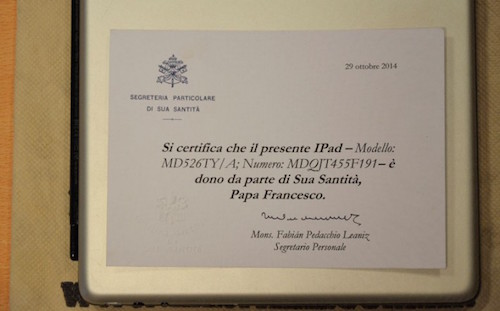 29 ottobre 2014
SEGRETERIA PARTICOLARE
DI SUA SANTITÀ
Si certifica che il presente IPad – Modello:
MD526TY/A; Numero: MDQJT455F191– è
dono da parte di Sua Santità,
Papa Francesco.
Mons. Fabián Pedacchio Leaniz
Segretario Personale